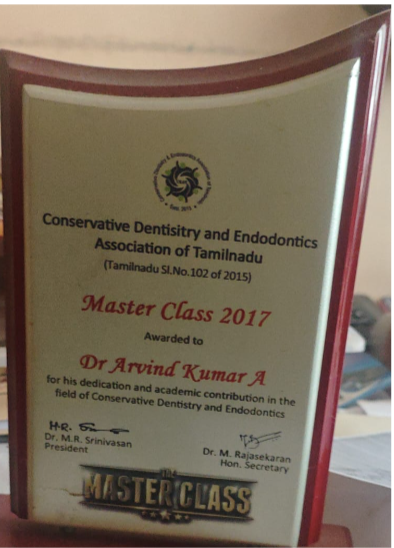 Conservative Dentisitry and Endodontics
Association of Tamilnadu
(Tamilnadu Sl.No.102 of 2015)
Master Class 2017
Awarded to
Dr Arvind Kumar A
for his dedication and academic contribution in the
field of Conservative Dentistry and Endodontics
Dr. M.R. Srinivasan
President
Dr. M. Rajasekaran
Hon. Secretary
MASTER CLASS